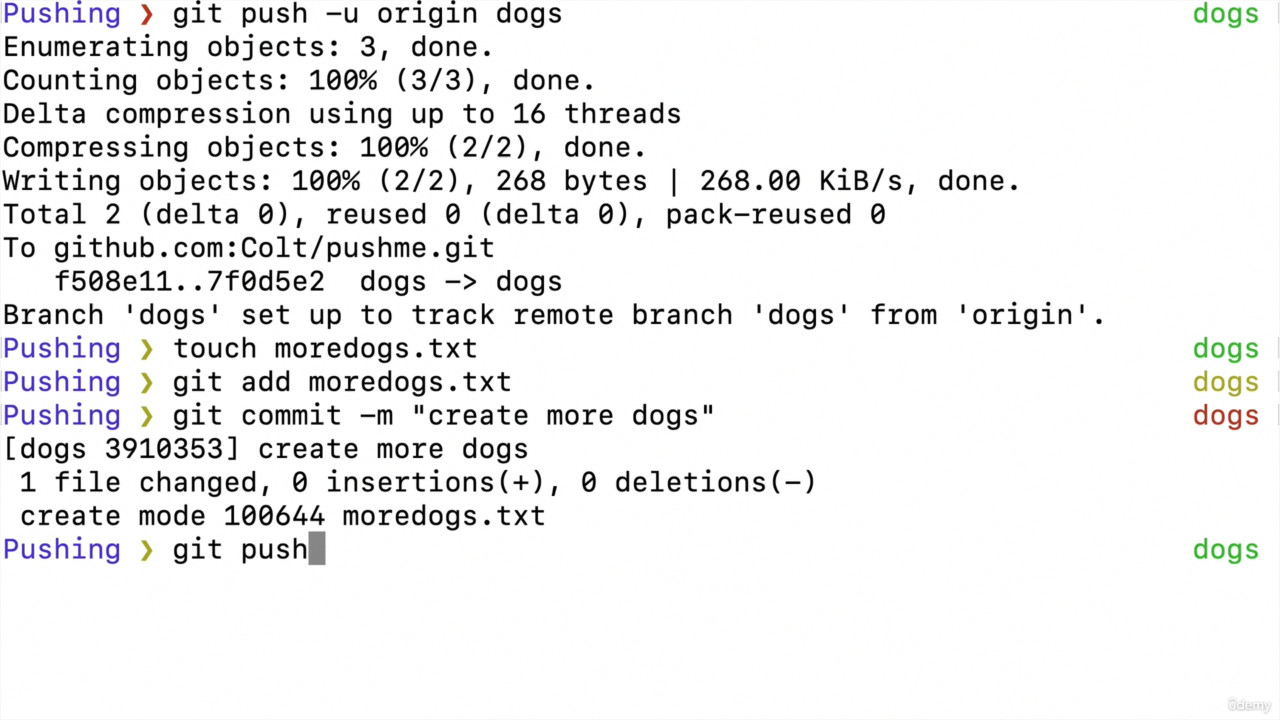 Pushing ❯ git push -u origin dogs dogs
Enumerating objects: 3, done.
Counting objects: 100% (3/3), done.
Delta compression using up to 16 threads
Compressing objects: 100% (2/2), done.
Writing objects: 100% (2/2), 268 bytes | 268.00 KiB/s, done.
Total 2 (delta 0), reused 0 (delta 0), pack-reused 0
To github.com:Colt/pushme.git
   f508e11..7f0d5e2  dogs -> dogs
Branch 'dogs' set up to track remote branch 'dogs' from 'origin'.
Pushing ❯ touch moredogs.txt dogs
Pushing ❯ git add moredogs.txt dogs
Pushing ❯ git commit -m "create more dogs" dogs
[dogs 3910353] create more dogs
 1 file changed, 0 insertions(+), 0 deletions(-)
 create mode 100644 moredogs.txt
Pushing ❯ git push dogs
ûdemy